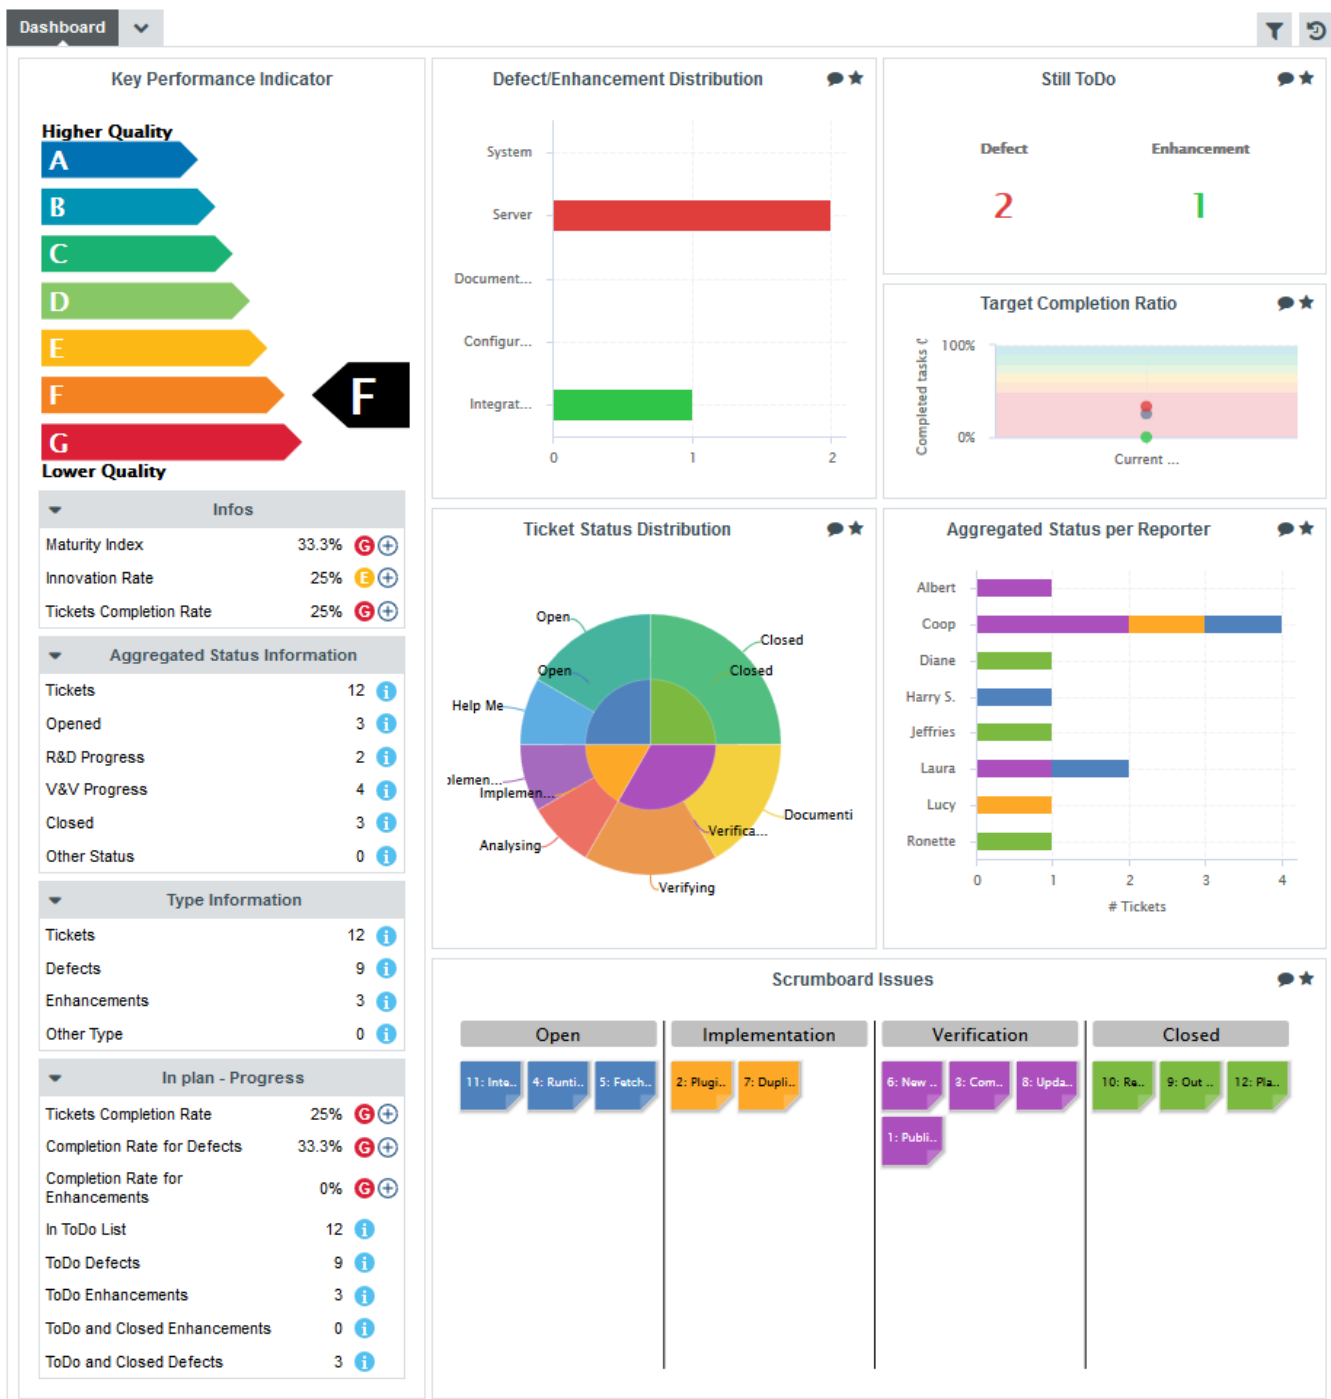 Dashboard
Key Performance Indicator
Higher Quality
A
B
C
D
E
F
F
G
Lower Quality
Infos
Maturity Index 33.3% G
Innovation Rate 25% E
Tickets Completion Rate 25% G
Aggregated Status Information
Tickets 12 i
Opened 3 i
R&D Progress 2 i
V&V Progress 4 i
Closed 3 i
Other Status 0 i
Type Information
Tickets 12 i
Defects 9 i
Enhancements 3 i
Other Type 0 i
In plan - Progress
Tickets Completion Rate 25% G
Completion Rate for Defects 33.3% G
Completion Rate for
Enhancements 0% G
In ToDo List 12 i
ToDo Defects 9 i
ToDo Enhancements 3 i
ToDo and Closed Enhancements 0 i
ToDo and Closed Defects 3 i
Defect/Enhancement Distribution
System
Server
Document...
Configur...
Integrat...
0 1 2
Still ToDo
Defect Enhancement
2 1
Target Completion Ratio
Completed tasks
100%
0%
Current ...
Ticket Status Distribution
Open
Closed
Open
Closed
Help Me
plemen...
Implemen...
Documenti
Verifica...
Analysing
Verifying
Aggregated Status per Reporter
Albert
Coop
Diane
Harry S.
Jeffries
Laura
Lucy
Ronette
0 1 2 3 4
# Tickets
Scrumboard Issues
Open Implementation Verification Closed
11: Inte.. 4: Runti.. 5: Fetch.. 2: Plugi.. 7: Dupli.. 6: New .. 3: Com.. 8: Upda.. 10: Re.. 9: Out .. 12: Pla..
1: Publi..